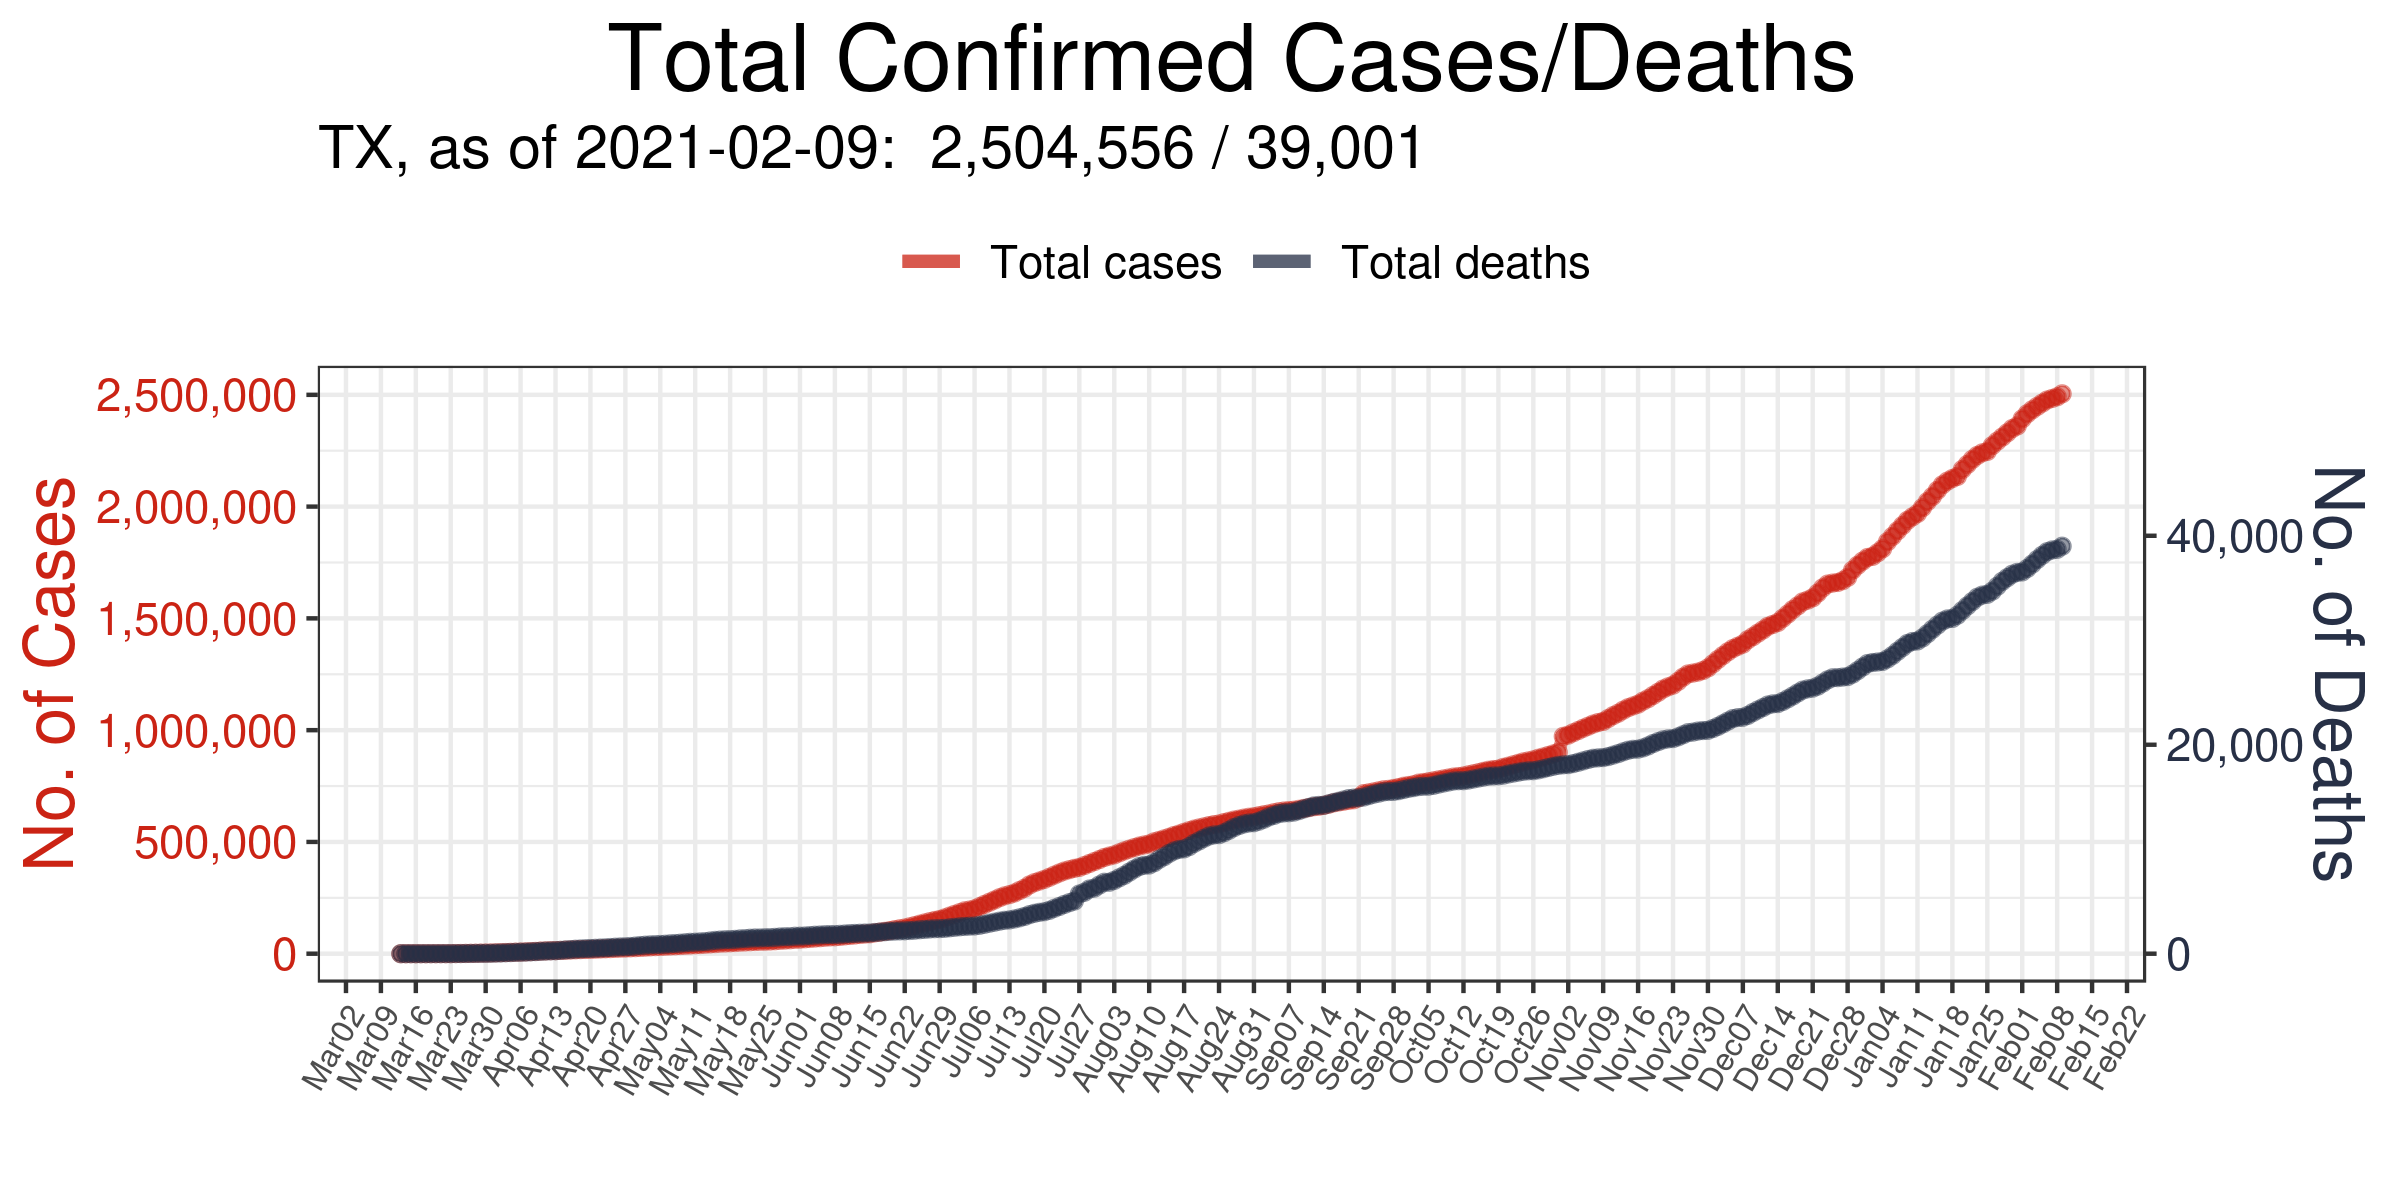 Total Confirmed Cases/Deaths
TX, as of 2021-02-09:  2,504,556 / 39,001
Total cases
Total deaths
No. of Cases
2,500,000
2,000,000
1,500,000
1,000,000
500,000
0
40,000
20,000
0
No. of Deaths
Mar02
Mar09
Mar16
Mar23
Mar30
Apr06
Apr13
Apr20
Apr27
May04
May11
May18
May25
Jun01
Jun08
Jun15
Jun22
Jun29
Jul06
Jul13
Jul20
Jul27
Aug03
Aug10
Aug17
Aug24
Aug31
Sep07
Sep14
Sep21
Sep28
Oct05
Oct12
Oct19
Oct26
Nov02
Nov09
Nov16
Nov23
Nov30
Dec07
Dec14
Dec21
Dec28
Jan04
Jan11
Jan18
Jan25
Feb01
Feb08
Feb15
Feb22